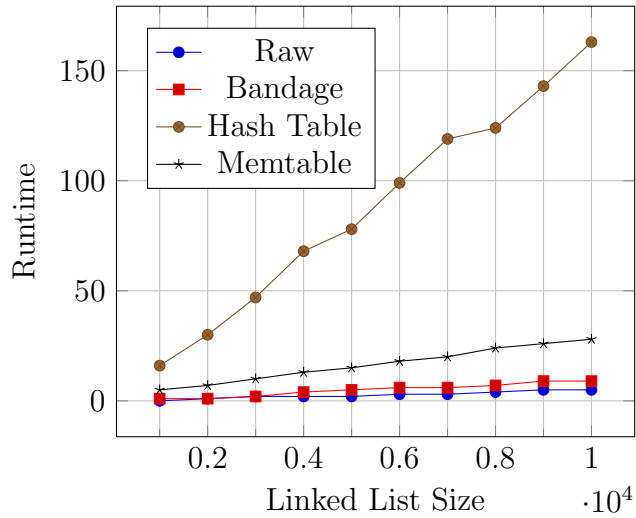 Raw
Bandage
Hash Table
Memtable
150
100
50
0
Runtime
0.2 0.4 0.6 0.8 1
Linked List Size
·10^4